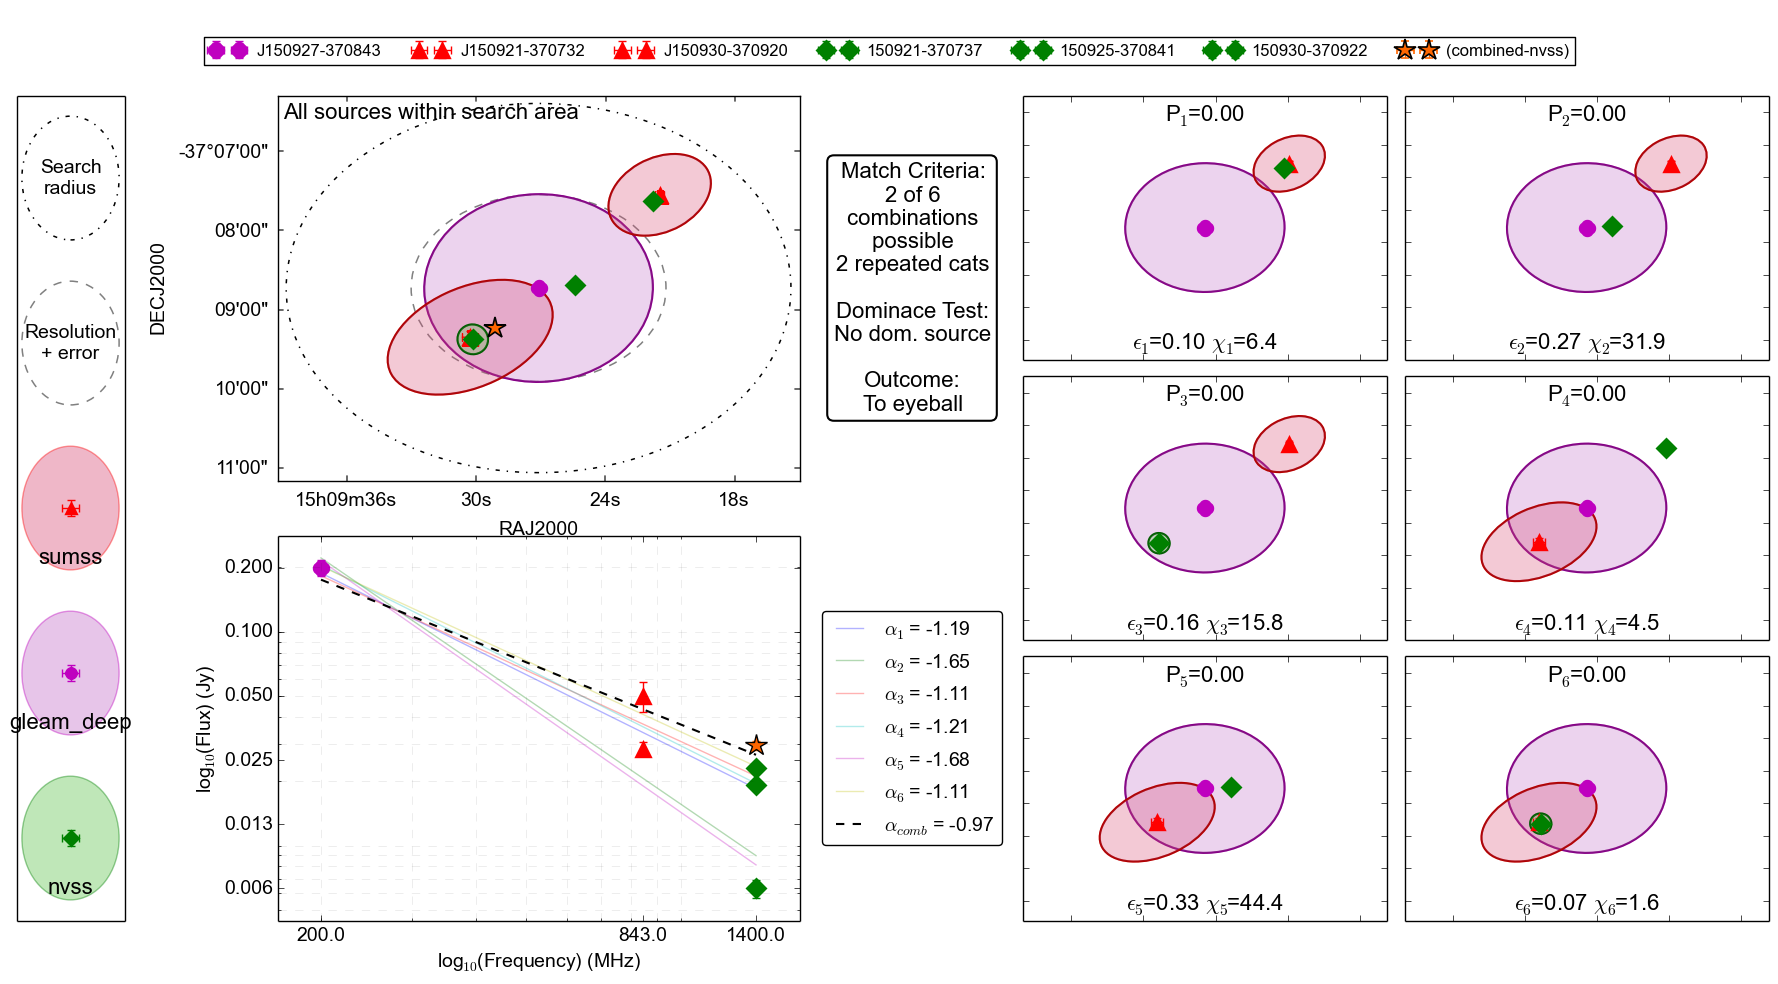 J150927-370843 J150921-370732 J150930-370920 150921-370737 150925-370841 150930-370922 (combined-nvss)
Search
radius
Resolution
+ error
sumss
gleam_deep
nvss
All sources within search area
DECJ2000
-37°07'00"
08'00"
09'00"
10'00"
11'00"
15h09m36s 30s 24s 18s
RAJ2000
Match Criteria:
2 of 6
combinations
possible
2 repeated cats
Dominace Test:
No dom. source
Outcome:
To eyeball
log₁₀(Flux) (Jy)
0.200
0.100
0.050
0.025
0.013
0.006
200.0 843.0 1400.0
log₁₀(Frequency) (MHz)
α₁ = -1.19
α₂ = -1.65
α₃ = -1.11
α₄ = -1.21
α₅ = -1.68
α₆ = -1.11
α_comb = -0.97
P₁=0.00
ϵ₁=0.10 χ₁=6.4
P₂=0.00
ϵ₂=0.27 χ₂=31.9
P₃=0.00
ϵ₃=0.16 χ₃=15.8
P₄=0.00
ϵ₄=0.11 χ₄=4.5
P₅=0.00
ϵ₅=0.33 χ₅=44.4
P₆=0.00
ϵ₆=0.07 χ₆=1.6